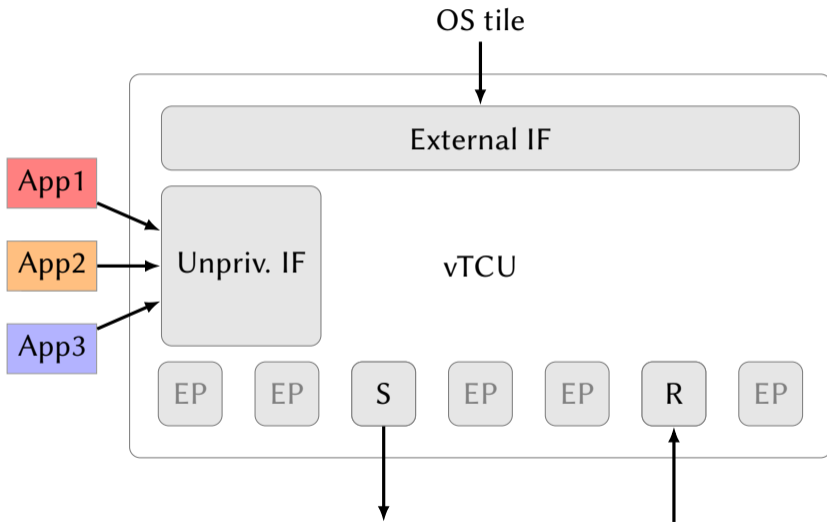 OS tile
External IF
App1
App2
App3
Unpriv. IF
vTCU
EP
EP
S
EP
EP
R
EP